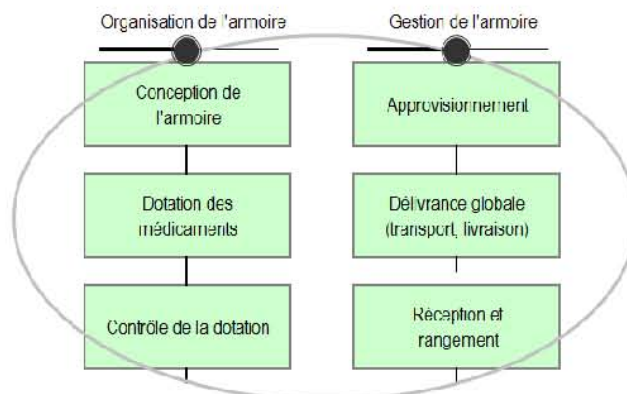 Organisation de l'armoire
Conception de
l'armoire
Dotation des
médicaments
Contrôle de la dotation
Gestion de l'armoire
Approvisionnement
Délivrance globale
(transport, livraison)
Réception et
rangement